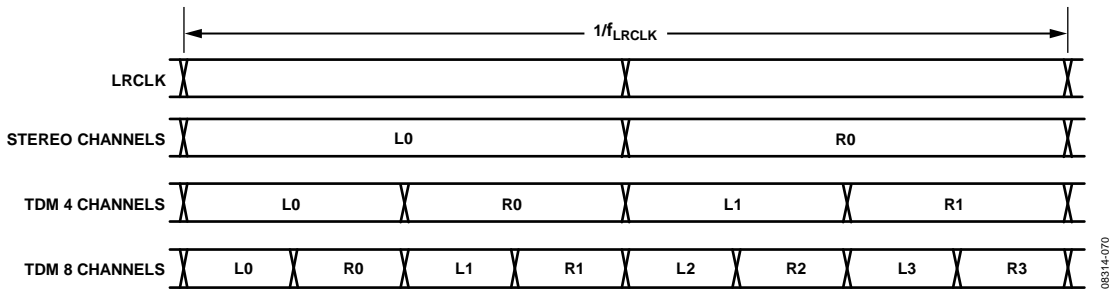 1/fLRCLK
LRCLK
STEREO CHANNELS L0 R0
TDM 4 CHANNELS L0 R0 L1 R1
TDM 8 CHANNELS L0 R0 L1 R1 L2 R2 L3 R3
08314-070